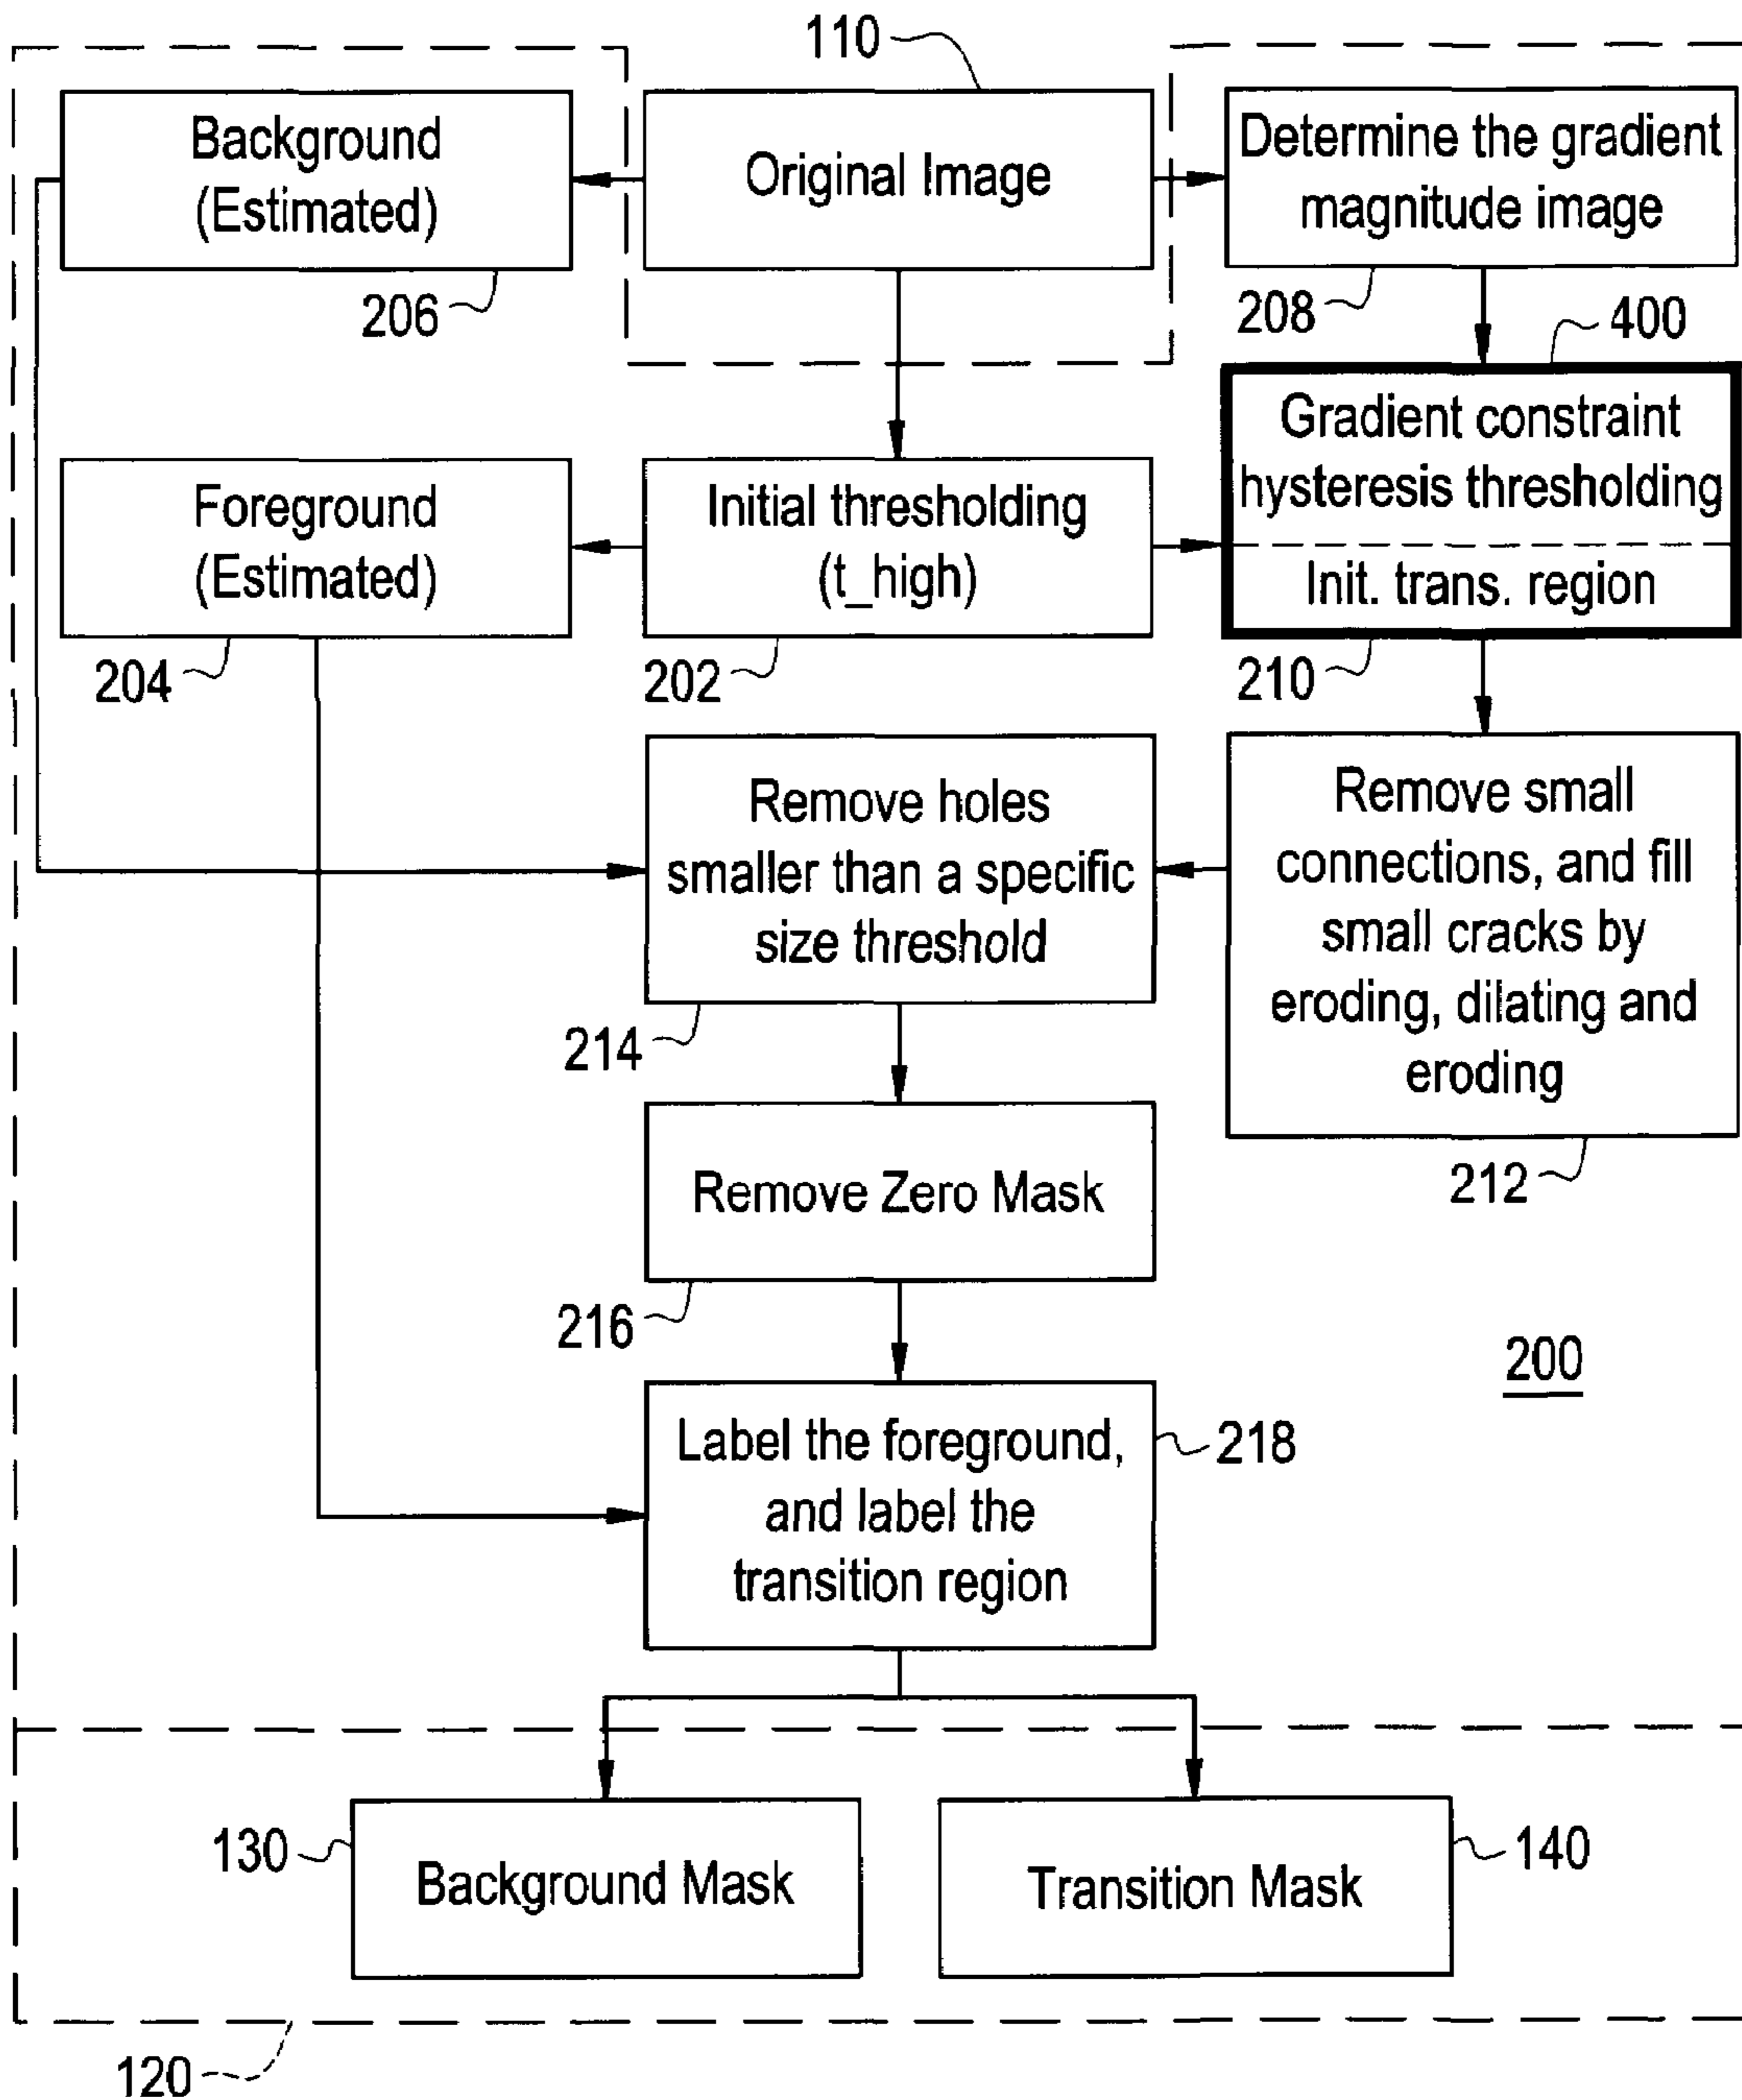 110
Background
(Estimated)
206
Original Image
Determine the gradient
magnitude image
208
400
Foreground
(Estimated)
204
Initial thresholding
(t_high)
202
Gradient constraint
hysteresis thresholding
Init. trans. region
210
Remove holes
smaller than a specific
size threshold
214
Remove small
connections, and fill
small cracks by
eroding, dilating and
eroding
212
Remove Zero Mask
216
200
Label the foreground,
and label the
transition region
218
130
Background Mask
Transition Mask
140
120